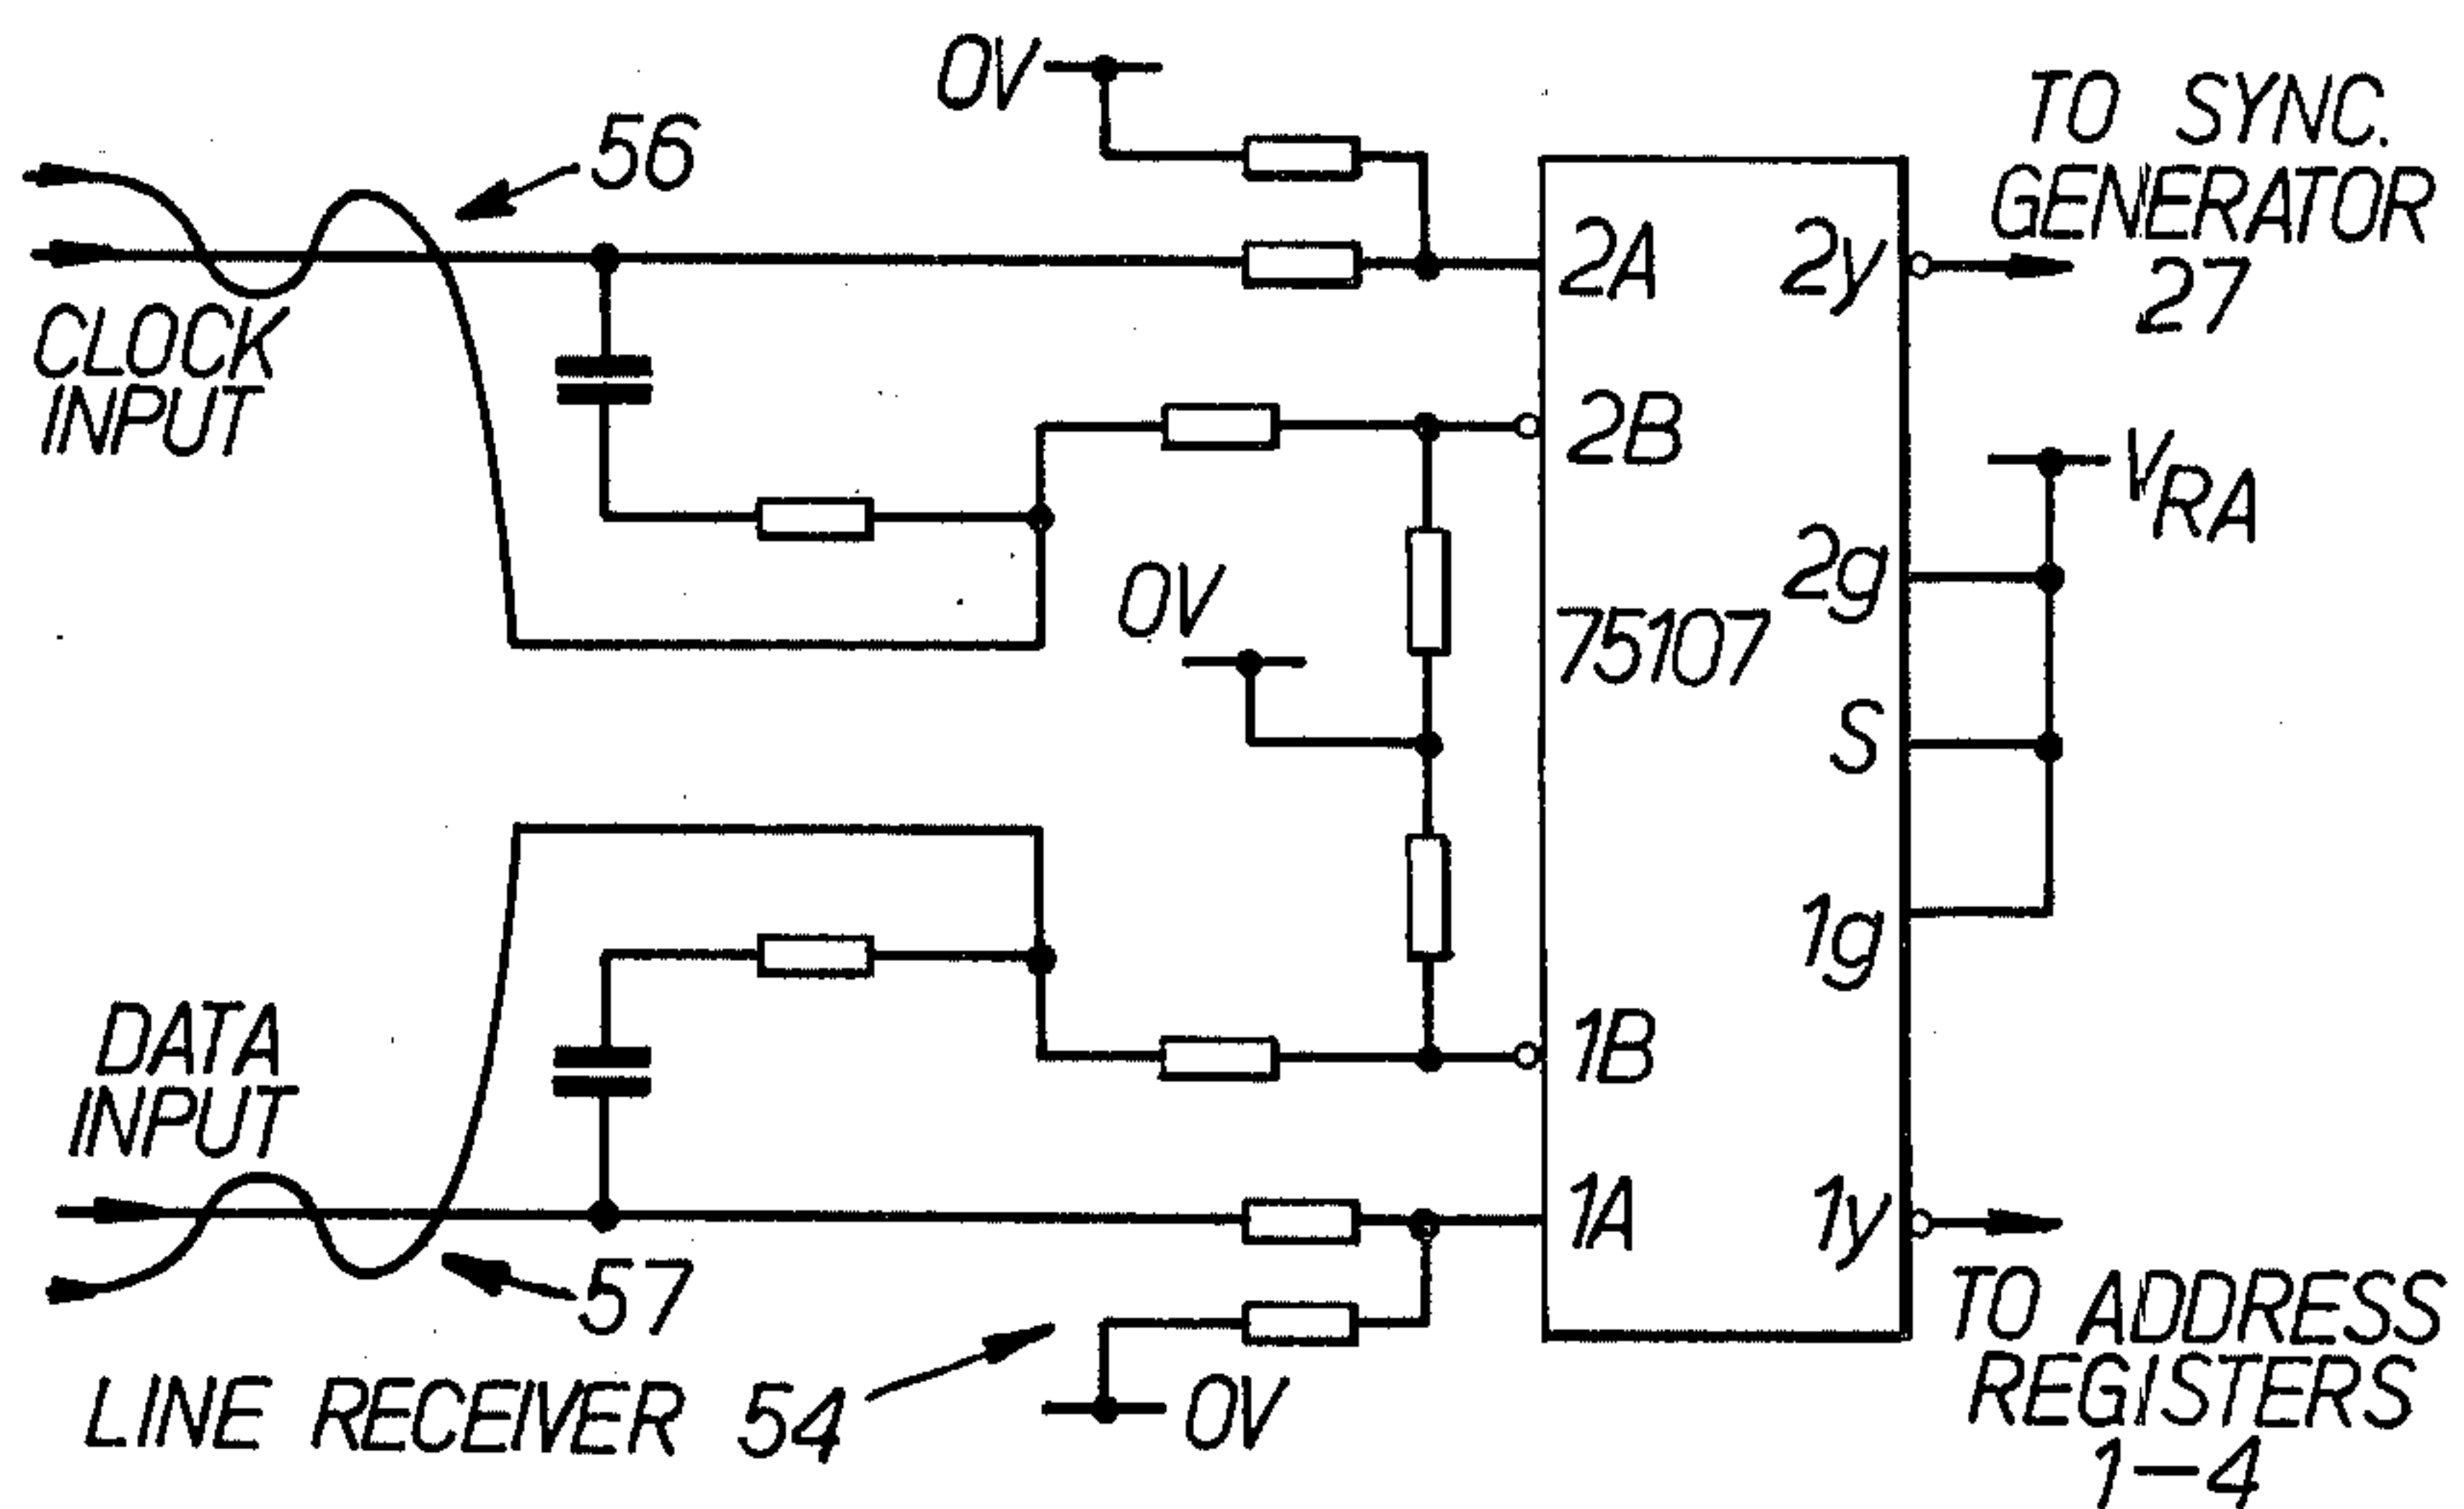 0V
56
TO SYNC.
GENERATOR
27
CLOCK
INPUT
2A
2y
2B
VRA
2g
0V
75107
S
1g
DATA
INPUT
1B
1A
1y
57
TO ADDRESS
REGISTERS
1-4
LINE RECEIVER 54
0V